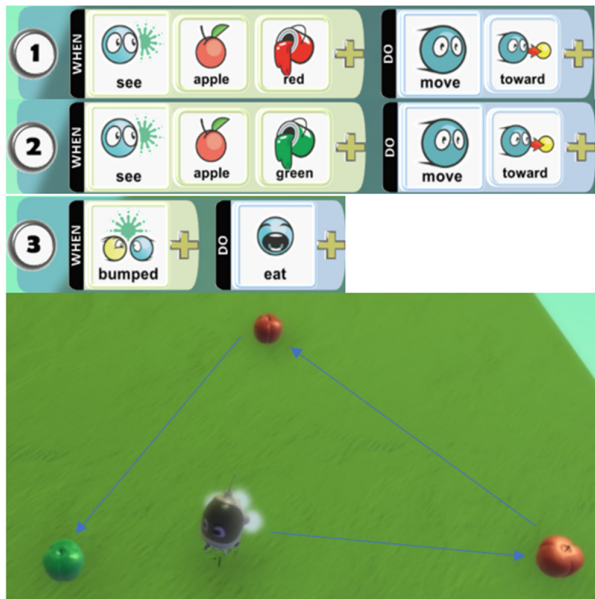 1 WHEN see apple red DO move toward
2 WHEN see apple green DO move toward
3 WHEN bumped DO eat